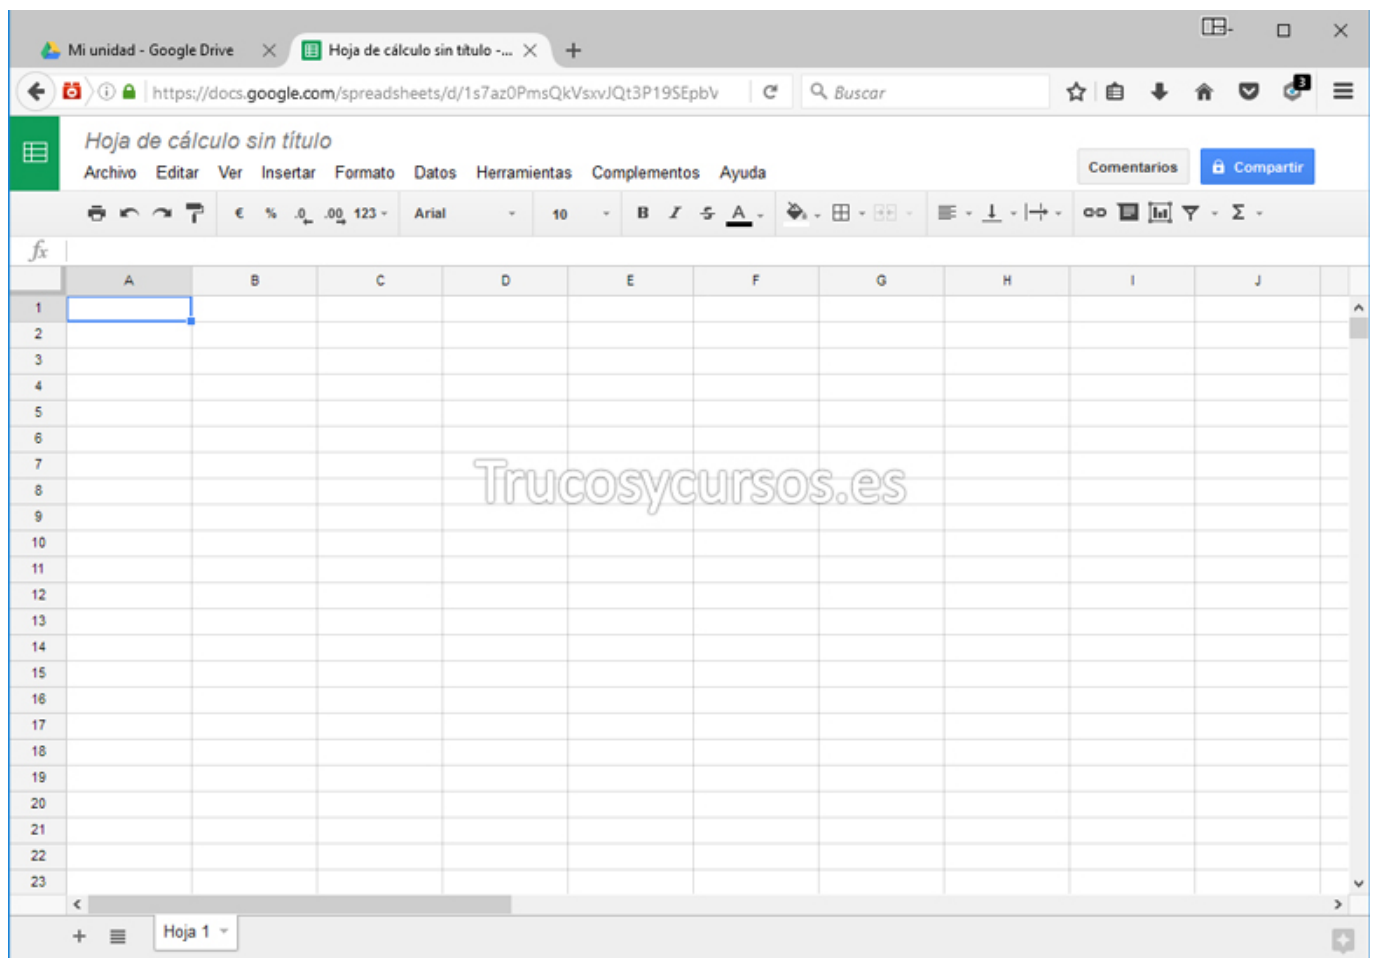 Mi unidad - Google Drive
Hoja de cálculo sin título -...
https://docs.google.com/spreadsheets/d/1s7az0PmsQkVsxvJQt3P19SEpbV
Buscar
3
Hoja de cálculo sin título
Archivo Editar Ver Insertar Formato Datos Herramientas Complementos Ayuda
Comentarios
Compartir
€ % .0 .00 123 Arial 10 B I S A Σ
fx
A B C D E F G H I J
1
2
3
4
5
6
7
Trucosycursos.es
8
9
10
11
12
13
14
15
16
17
18
19
20
21
22
23
Hoja 1